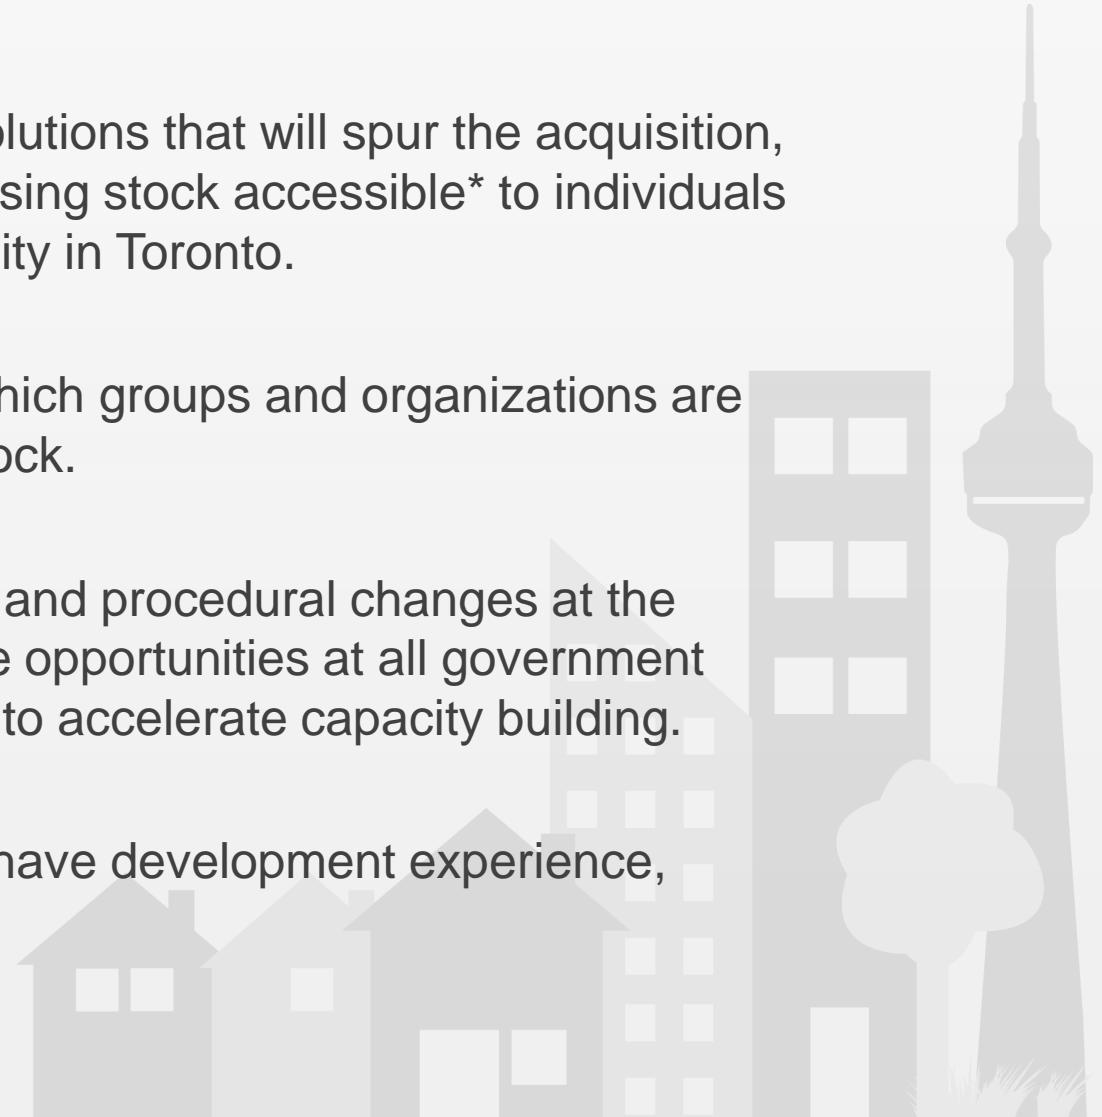 lutions that will spur the acquisition,
sing stock accessible* to individuals
ity in Toronto.
hich groups and organizations are
ock.
and procedural changes at the
e opportunities at all government
to accelerate capacity building.
have development experience,